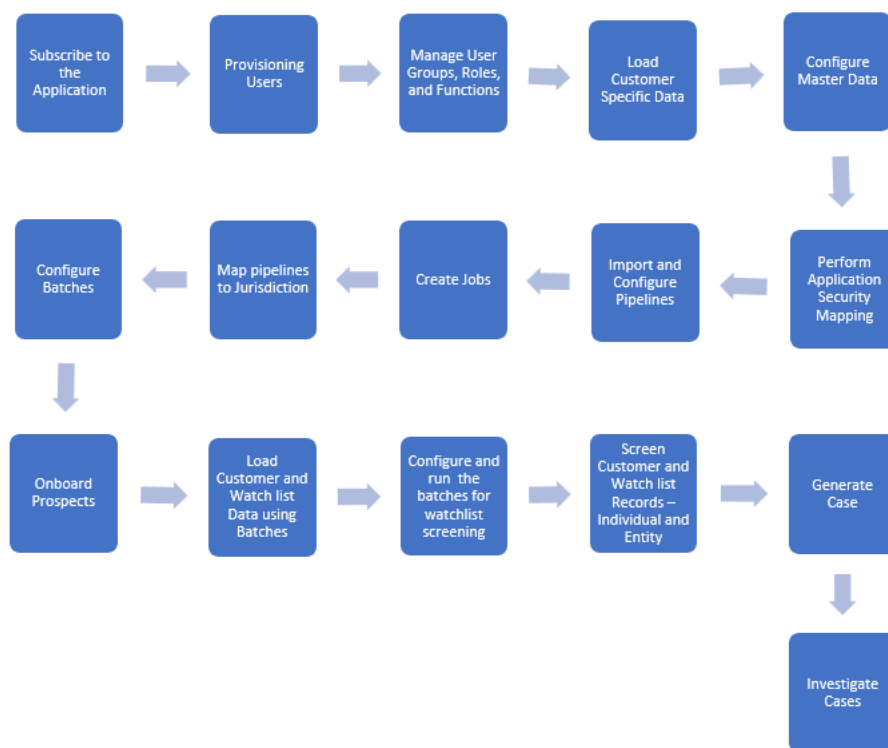 Subscribe to
the
Application
Provisioning
Users
Manage User
Groups, Roles,
and Functions
Load
Customer
Specific Data
Configure
Master Data
Perform
Application
Security
Mapping
Import and
Configure
Pipelines
Create Jobs
Map pipelines
to Jurisdiction
Configure
Batches
Onboard
Prospects
Load
Customer and
Watch list
Data using
Batches
Configure and
run the
batches for
watchlist
screening
Screen
Customer and
Watch list
Records –
Individual and
Entity
Generate
Case
Investigate
Cases